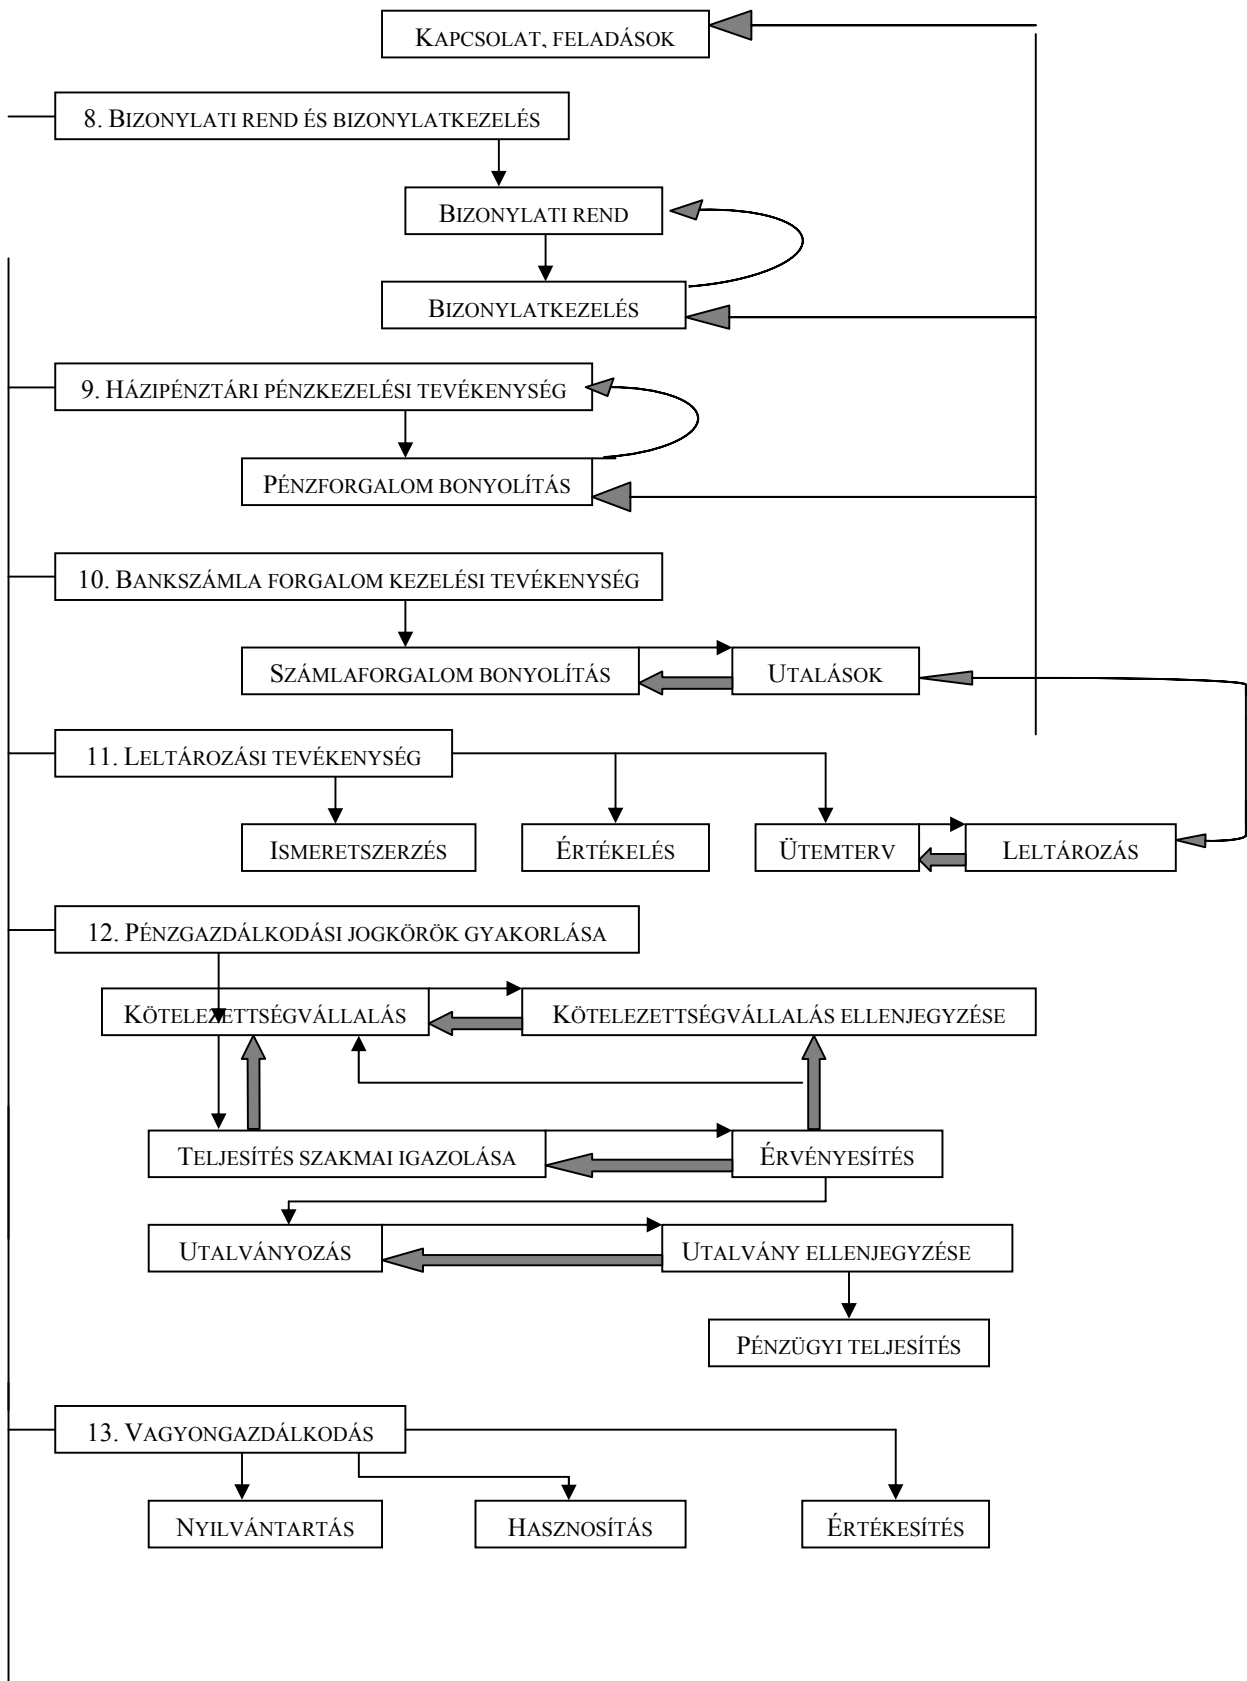 KAPCSOLAT, FELADÁSOK
8. BIZONYLATI REND ÉS BIZONYLATKEZELÉS
BIZONYLATI REND
BIZONYLATKEZELÉS
9. HÁZIPÉNZTÁRI PÉNZKEZELÉSI TEVÉKENYSÉG
PÉNZFORGALOM BONYOLÍTÁS
10. BANKSZÁMLA FORGALOM KEZELÉSI TEVÉKENYSÉG
SZÁMLAFORGALOM BONYOLÍTÁS
UTALÁSOK
11. LELTÁROZÁSI TEVÉKENYSÉG
ISMERETSZERZÉS
ÉRTÉKELÉS
ÜTEMTERV
LELTÁROZÁS
12. PÉNZGAZDÁLKODÁSI JOGKÖRÖK GYAKORLÁSA
KÖTELEZETTSÉGVÁLLALÁS
KÖTELEZETTSÉGVÁLLALÁS ELLENJEGYZÉSE
TELJESÍTÉS SZAKMAI IGAZOLÁSA
ÉRVÉNYESÍTÉS
UTALVÁNYOZÁS
UTALVÁNY ELLENJEGYZÉSE
PÉNZÜGYI TELJESÍTÉS
13. VAGYONGAZDÁLKODÁS
NYILVÁNTARTÁS
HASZNOSÍTÁS
ÉRTÉKESÍTÉS